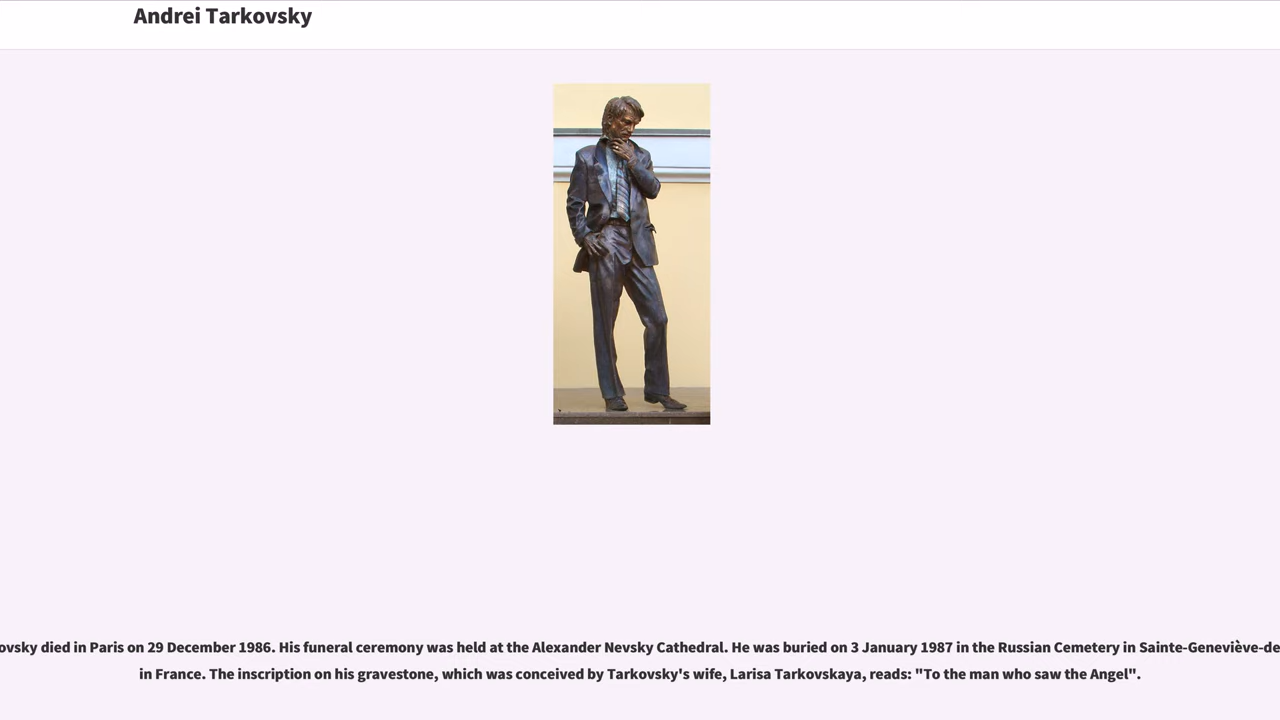 Andrei Tarkovsky
ovsky died in Paris on 29 December 1986. His funeral ceremony was held at the Alexander Nevsky Cathedral. He was buried on 3 January 1987 in the Russian Cemetery in Sainte-Geneviève-de
in France. The inscription on his gravestone, which was conceived by Tarkovsky's wife, Larisa Tarkovskaya, reads: "To the man who saw the Angel".